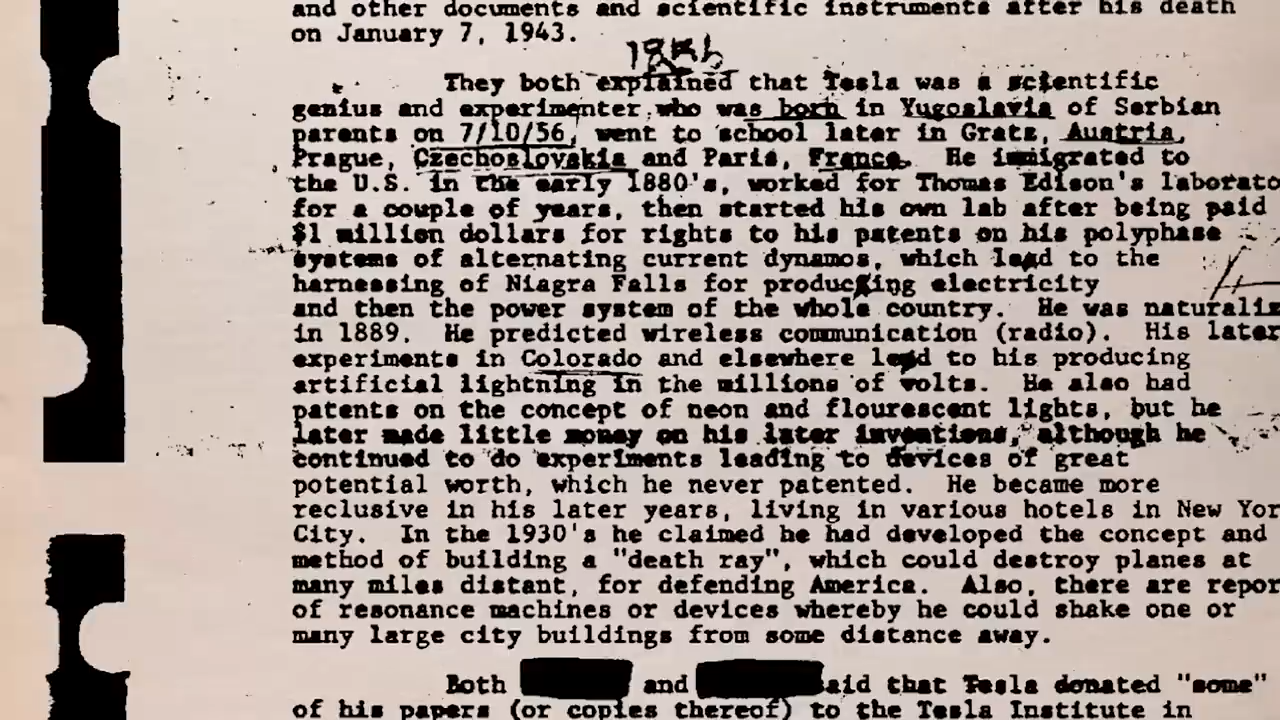 and other documents and scientific instruments after his death
on January 7, 1943.
1856
They both explained that Tesla was a scientific
genius and experimenter who was born in Yugoslavia of Serbian
parents on 7/10/56, went to school later in Gratz, Austria,
Prague, Czechoslovakia and Paris, France. He immigrated to
the U.S. in the early 1880's, worked for Thomas Edison's laborato
for a couple of years, then started his own lab after being paid
$1 million dollars for rights to his patents on his polyphase
systems of alternating current dynamos, which lead to the
harnessing of Niagra Falls for producing electricity
and then the power system of the whole country. He was naturaliz
in 1889. He predicted wireless communication (radio). His later
experiments in Colorado and elsewhere led to his producing
artificial lightning in the millions of volts. He also had
patents on the concept of neon and flourescent lights, but he
later made little money on his later inventions, although he
continued to do experiments leading to devices of great
potential worth, which he never patented. He became more
reclusive in his later years, living in various hotels in New Yor
City. In the 1930's he claimed he had developed the concept and
method of building a "death ray", which could destroy planes at
many miles distant, for defending America. Also, there are repor
of resonance machines or devices whereby he could shake one or
many large city buildings from some distance away.
Both and said that Tesla donated "some"
of his papers (or copies thereof) to the Tesla Institute in